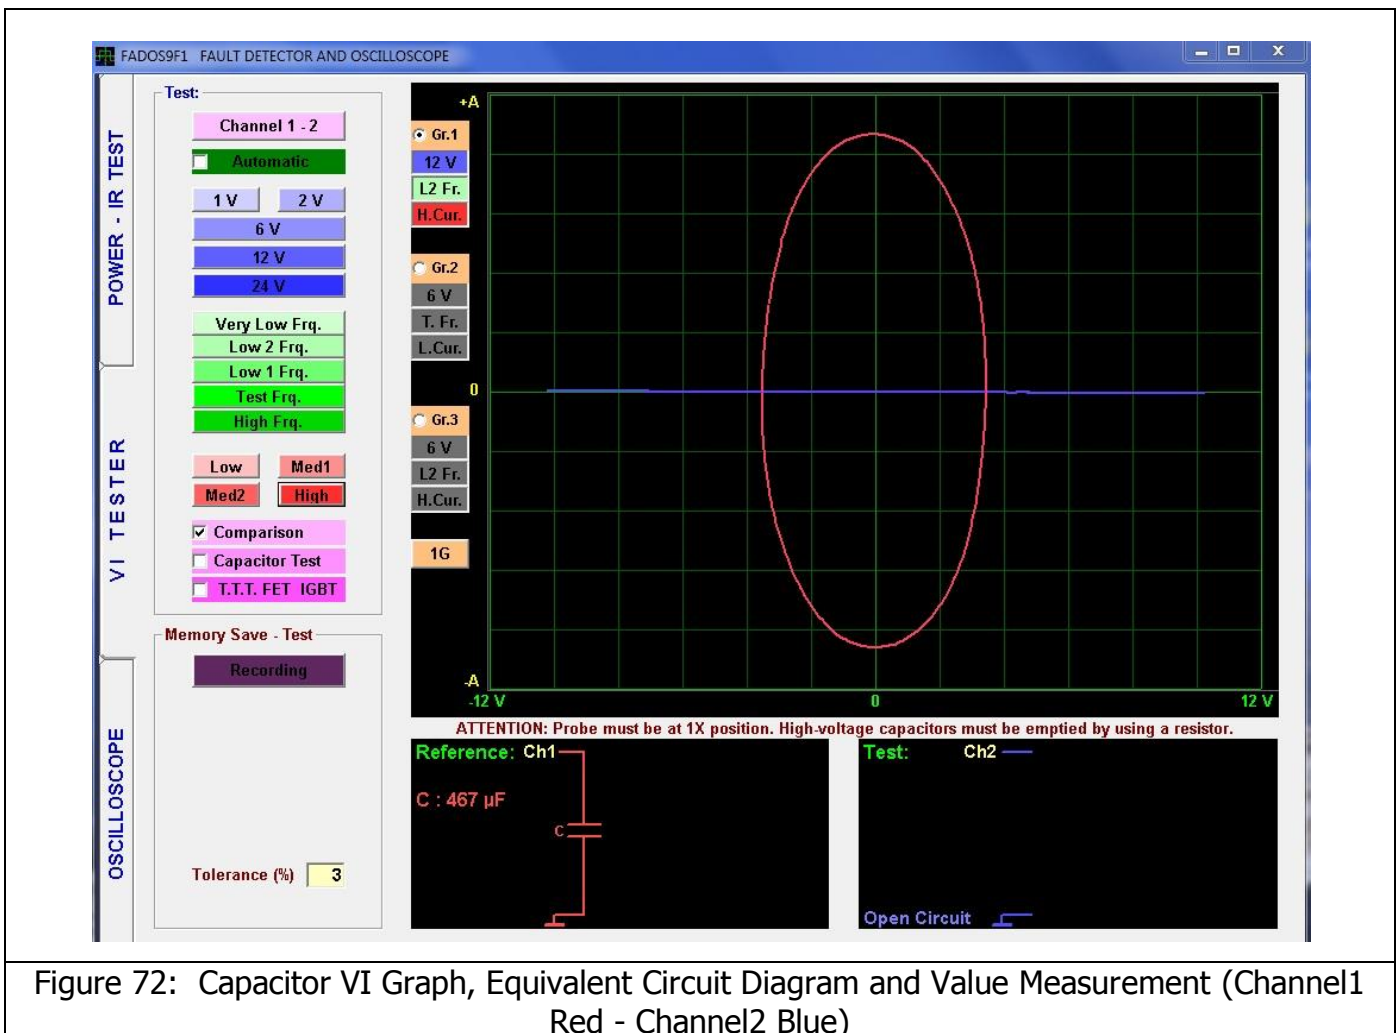 FADOS9F1 FAULT DETECTOR AND OSCILLOSCOPE
POWER - IR TEST
VI TESTER
OSCILLOSCOPE
Test:
Channel 1 - 2
Automatic
1 V 2 V
6 V
12 V
24 V
Very Low Frq.
Low 2 Frq.
Low 1 Frq.
Test Frq.
High Frq.
Low Med1
Med2 High
Comparison
Capacitor Test
T.T.T. FET IGBT
Memory Save - Test
Recording
Tolerance (%) 3
Gr.1
12 V
L2 Fr.
H.Cur.
Gr.2
6 V
T. Fr.
L.Cur.
Gr.3
6 V
L2 Fr.
H.Cur.
1G
+A
0
-A
-12 V 0 12 V
ATTENTION: Probe must be at 1X position. High-voltage capacitors must be emptied by using a resistor.
Reference: Ch1
C : 467 µF
C
Test: Ch2
Open Circuit
Figure 72: Capacitor VI Graph, Equivalent Circuit Diagram and Value Measurement (Channel1
Red - Channel2 Blue)